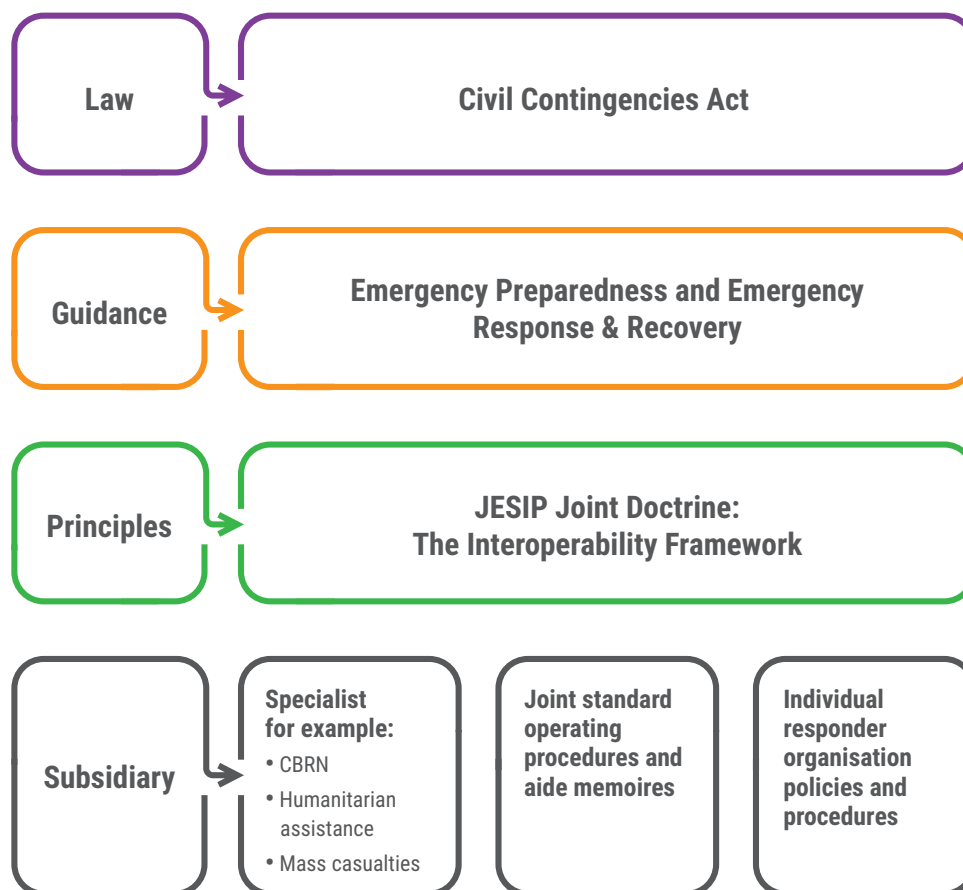 Law
Civil Contingencies Act
Guidance
Emergency Preparedness and Emergency
Response & Recovery
Principles
JESIP Joint Doctrine:
The Interoperability Framework
Subsidiary
Specialist
for example:
• CBRN
• Humanitarian
assistance
• Mass casualties
Joint standard
operating
procedures and
aide memoires
Individual
responder
organisation
policies and
procedures